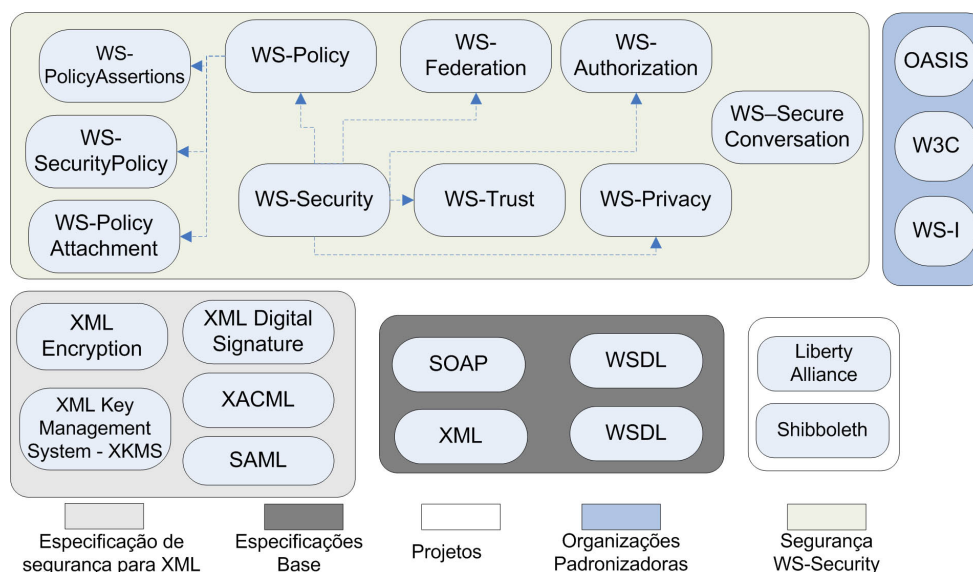 WS-
PolicyAssertions
WS-Policy
WS-
Federation
WS-
Authorization
WS–Secure
Conversation
WS-
SecurityPolicy
WS-Security
WS-Trust
WS-Privacy
WS-Policy
Attachment
OASIS
W3C
WS-I
XML
Encryption
XML Digital
Signature
XML Key
Management
System - XKMS
XACML
SAML
SOAP
WSDL
XML
WSDL
Liberty
Alliance
Shibboleth
Especificação de
segurança para XML
Especificações
Base
Projetos
Organizações
Padronizadoras
Segurança
WS-Security